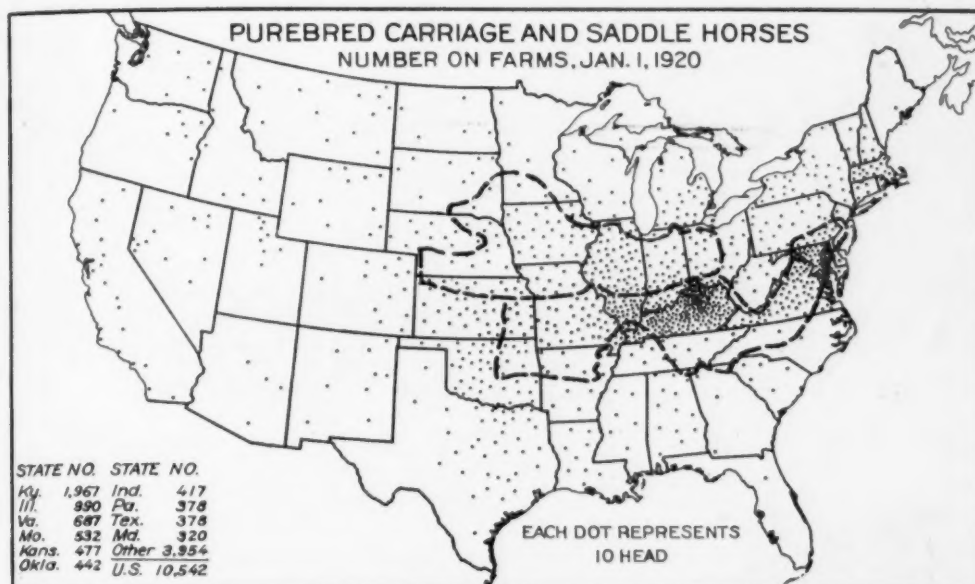 PUREBRED CARRIAGE AND SADDLE HORSES
NUMBER ON FARMS, JAN. 1, 1920
STATE NO. STATE NO.
Ky. 1,967 Ind. 417
Ill. 990 Pa. 378
Va. 687 Tex. 378
Mo. 532 Md. 320
Kans. 477 Other 3,954
Okla. 442 U.S. 10,542
EACH DOT REPRESENTS
10 HEAD